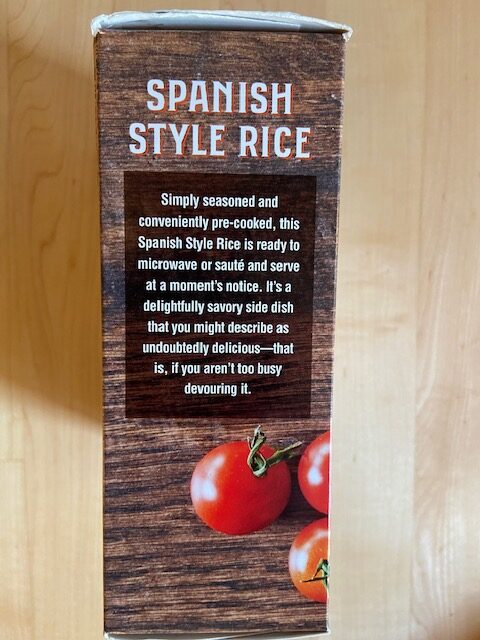 SPANISH
STYLE RICE
Simply seasoned and
conveniently pre-cooked, this
Spanish Style Rice is ready to
microwave or sauté and serve
at a moment's notice. It's a
delightfully savory side dish
that you might describe as
undoubtedly delicious—that
is, if you aren't too busy
devouring it.